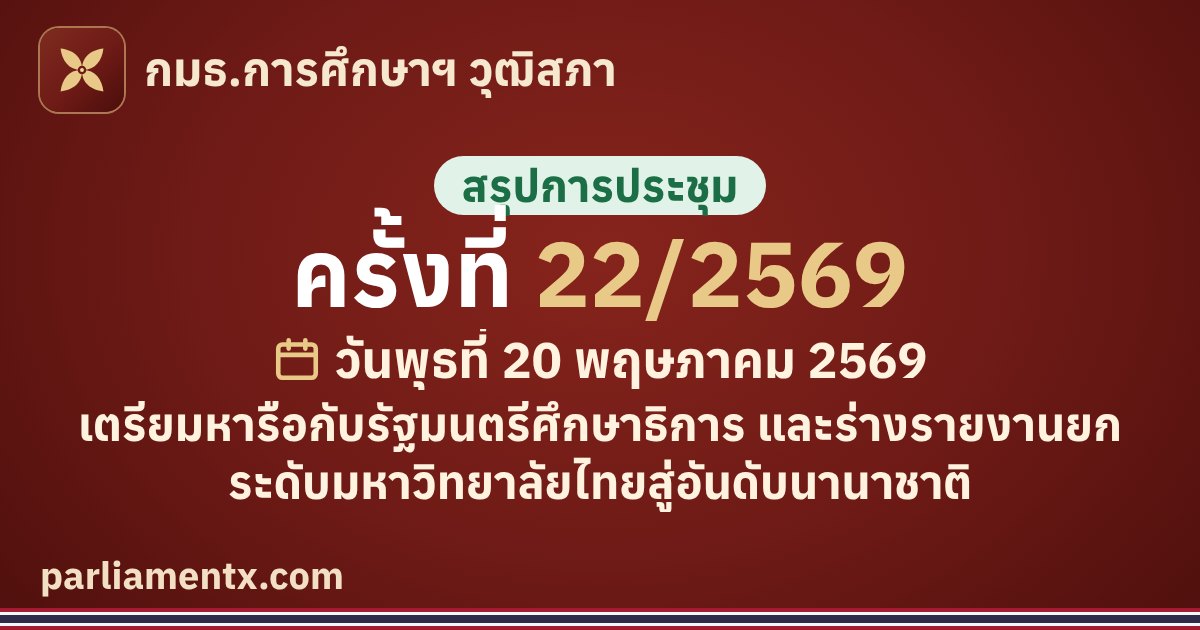 กมธ.การศึกษาฯ วุฒิสภา
สรุปการประชุม
ครั้งที่ 22/2569
วันพุธที่ 20 พฤษภาคม 2569
เตรียมหารือกับรัฐมนตรีศึกษาธิการ และร่างรายงานยก
ระดับมหาวิทยาลัยไทยสู่อันดับนานาชาติ
parliamentx.com